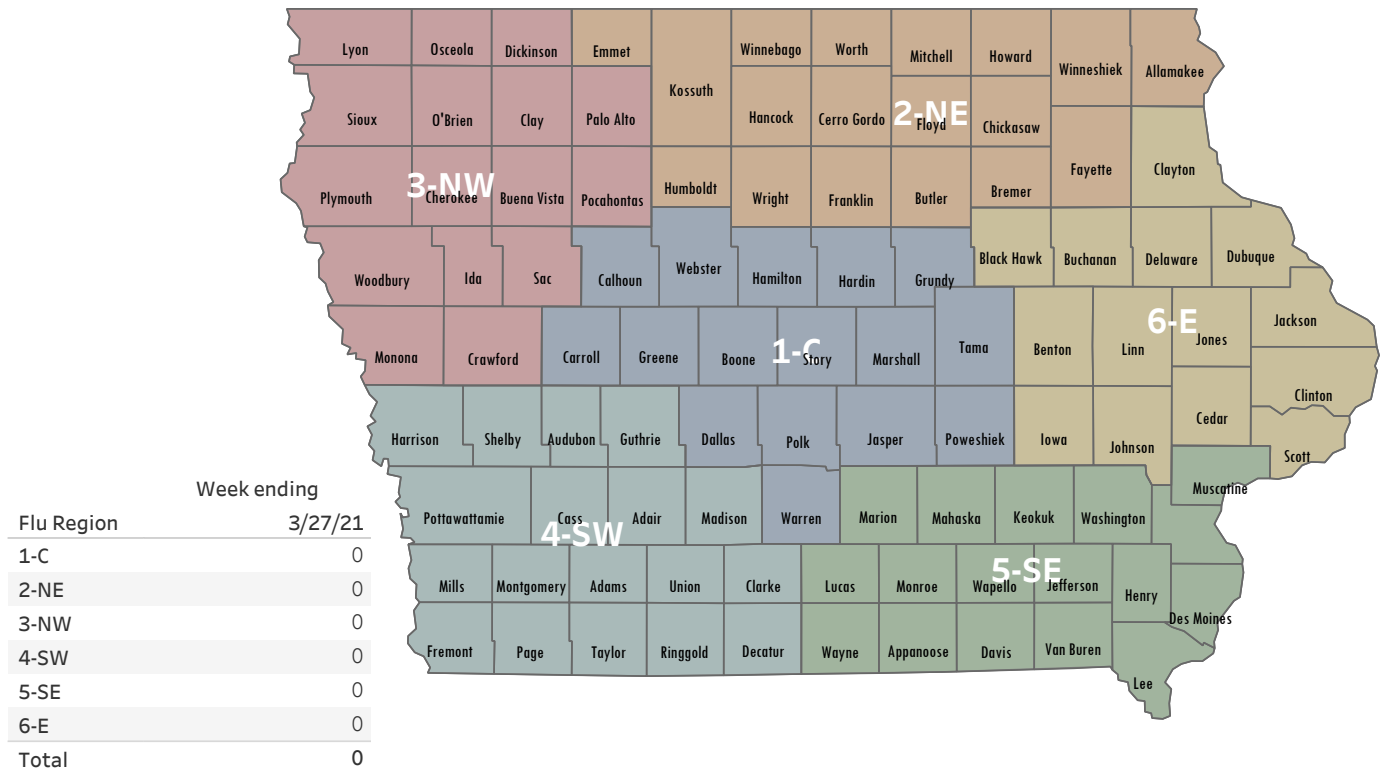 Lyon Osceola Dickinson Emmet Winnebago Worth Mitchell Howard
Kossuth Winneshiek Allamakee
Sioux O'Brien Clay Palo Alto Hancock Cerro Gordo Floyd Chickasaw
2-NE
Plymouth Cherokee Buena Vista Pocahontas Humboldt Wright Franklin Butler Bremer Fayette Clayton
3-NW
Woodbury Ida Sac Calhoun Webster Hamilton Hardin Grundy Black Hawk Buchanan Delaware Dubuque
Monona Crawford Carroll Greene Boone Story Marshall Tama Benton Linn Jones Jackson
1-C
6-E
Harrison Shelby Audubon Guthrie Dallas Polk Jasper Poweshiek Iowa Johnson Cedar Clinton
Scott
Muscatine
Pottawattamie Cass Adair Madison Warren Marion Mahaska Keokuk Washington
4-SW
5-SE
Mills Montgomery Adams Union Clarke Lucas Monroe Wapello Jefferson Henry
Des Moines
Fremont Page Taylor Ringgold Decatur Wayne Appanoose Davis Van Buren
Lee
Week ending
Flu Region 3/27/21
1-C 0
2-NE 0
3-NW 0
4-SW 0
5-SE 0
6-E 0
Total 0